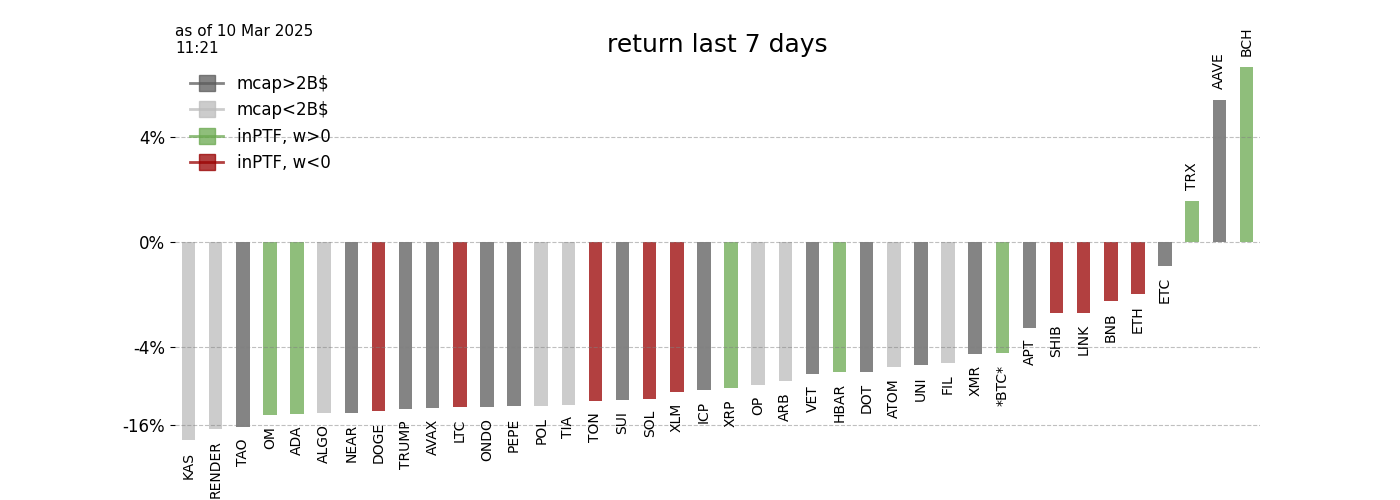 as of 10 Mar 2025
11:21
return last 7 days
mcap>2B$
mcap<2B$
inPTF, w>0
inPTF, w<0
4%
0%
-4%
-16%
KAS
RENDER
TAO
OM
ADA
ALGO
NEAR
DOGE
TRUMP
AVAX
LTC
ONDO
PEPE
POL
TIA
TON
SUI
SOL
XLM
ICP
XRP
OP
ARB
VET
HBAR
DOT
ATOM
UNI
FIL
XMR
*BTC*
APT
SHIB
LINK
BNB
ETH
ETC
TRX
AAVE
BCH